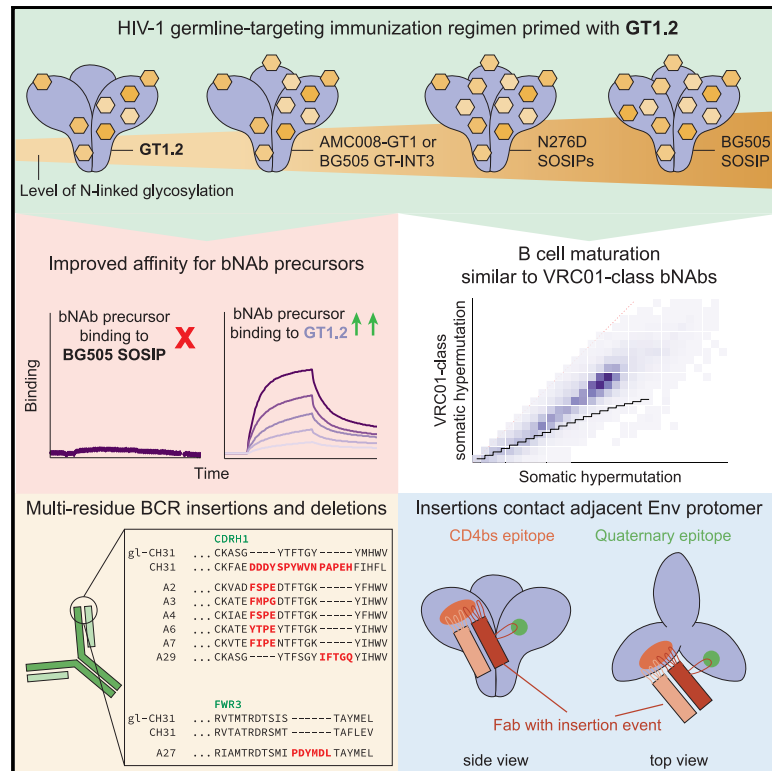 HIV-1 germline-targeting immunization regimen primed with GT1.2
GT1.2
AMC008-GT1 or
BG505 GT-INT3
N276D
SOSIPs
BG505
SOSIP
Level of N-linked glycosylation
Improved affinity for bNAb precursors
bNAb precursor
binding to
BG505 SOSIP
X
bNAb precursor
binding to GT1.2
Binding
Time
B cell maturation
similar to VRC01-class bNAbs
VRC01-class
somatic hypermutation
Somatic hypermutation
Multi-residue BCR insertions and deletions
CDRH1
gl-CH31 ...CKASG----YTFTGY-----YMHWV
CH31 ...CKFAEDDDYSPYWVNPAPEHFIHFL
A2 ...CKVADFSPEDTFTGK-----YFHWV
A3 ...CKATEFMPGDTFTGK-----YIHWV
A4 ...CKIAEFSPEDTFTGK-----YFHWV
A6 ...CKATEYTPEYTFTGK-----YIHWV
A7 ...CKVTEFIPENTFTGK-----YIHWV
A29 ...CKASG----YTFSGYIFTGQYIHWV
FWR3
gl-CH31 ...RVTMTRDTSIS------TAYMEL
CH31 ...RVTATRDRSMT------TAFLEV
A27 ...RIAMTRDTSMIPDYMDLTAYMEL
Insertions contact adjacent Env protomer
CD4bs epitope
Quaternary epitope
Fab with insertion event
side view
top view